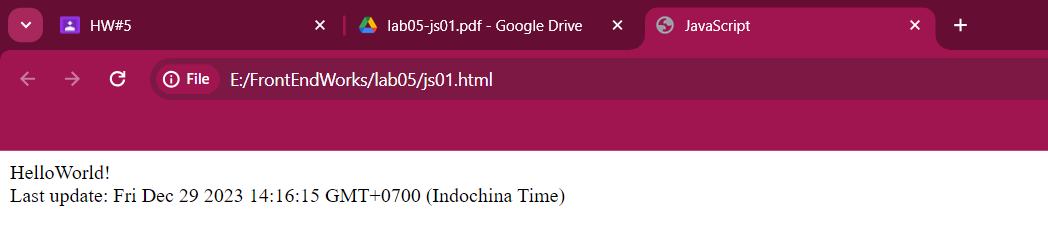 HW#5
lab05-js01.pdf - Google Drive
JavaScript
File
E:/FrontEndWorks/lab05/js01.html
HelloWorld!
Last update: Fri Dec 29 2023 14:16:15 GMT+0700 (Indochina Time)